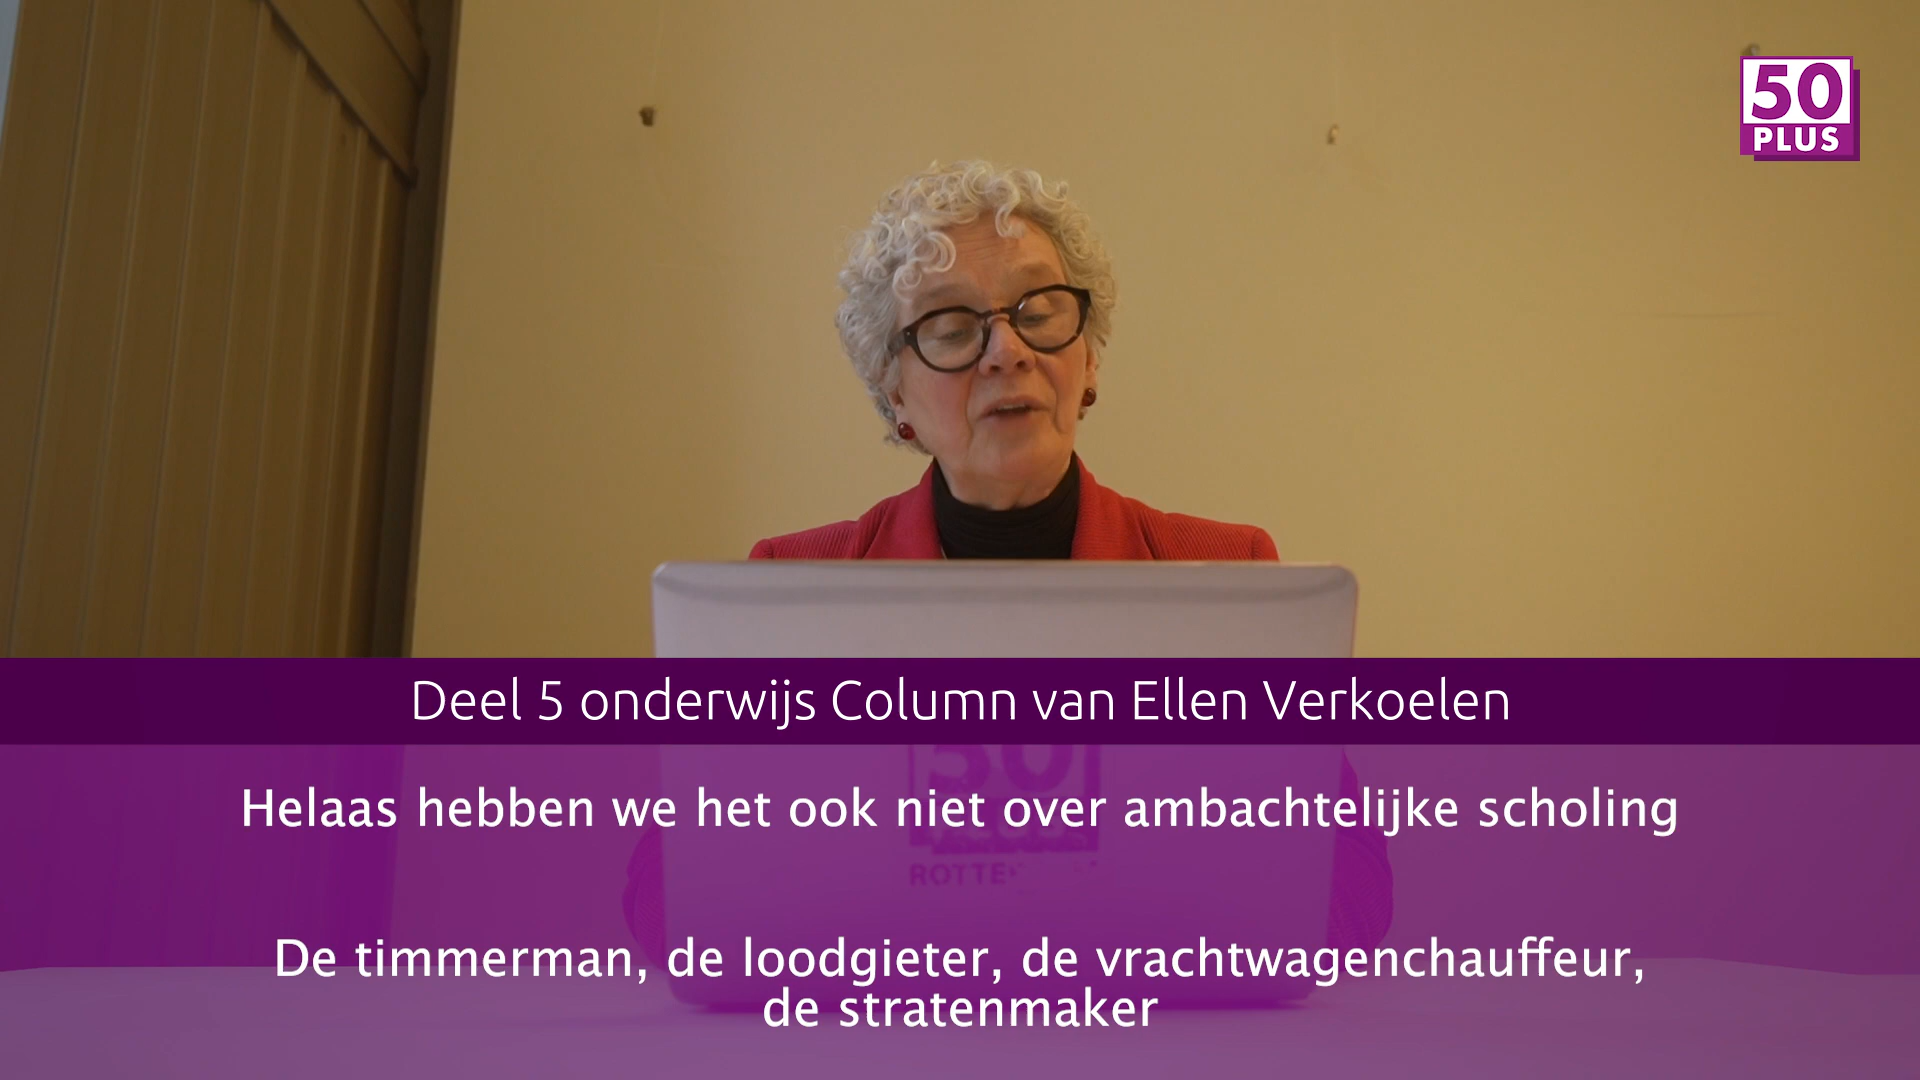 50
PLUS
Deel 5 onderwijs Column van Ellen Verkoelen
Helaas hebben we het ook niet over ambachtelijke scholing
De timmerman, de loodgieter, de vrachtwagenchauffeur,
de stratenmaker